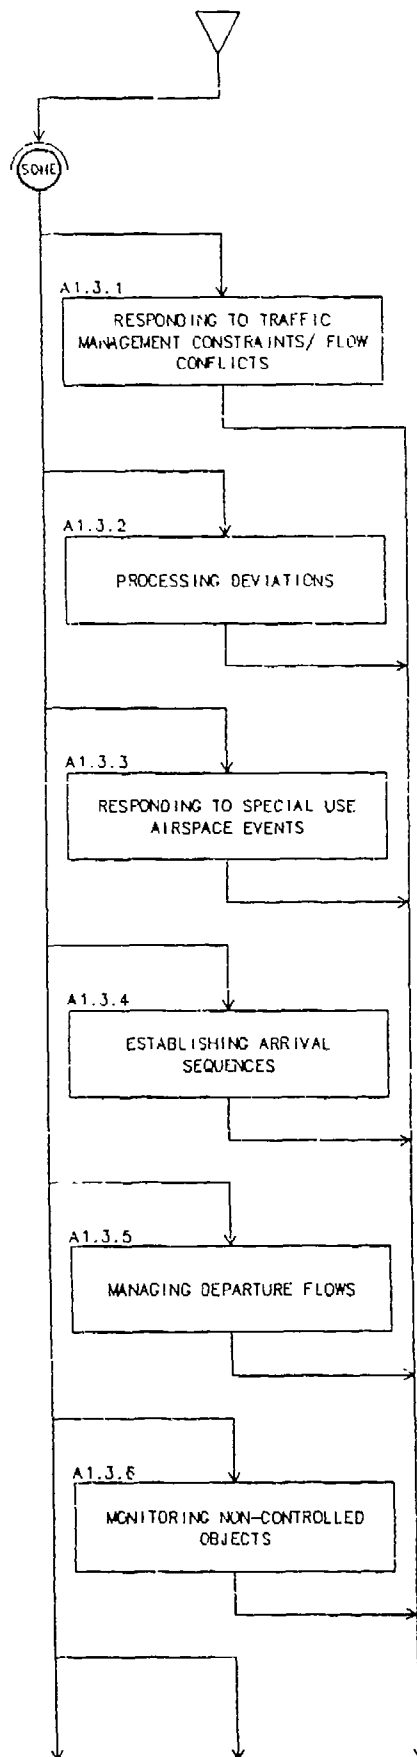 SOME
A1.3.1
RESPONDING TO TRAFFIC
MANAGEMENT CONSTRAINTS/ FLOW
CONFLICTS
A1.3.2
PROCESSING DEVIATIONS
A1.3.3
RESPONDING TO SPECIAL USE
AIRSPACE EVENTS
A1.3.4
ESTABLISHING ARRIVAL
SEQUENCES
A1.3.5
MANAGING DEPARTURE FLOWS
A1.3.6
MONITORING NON-CONTROLLED
OBJECTS